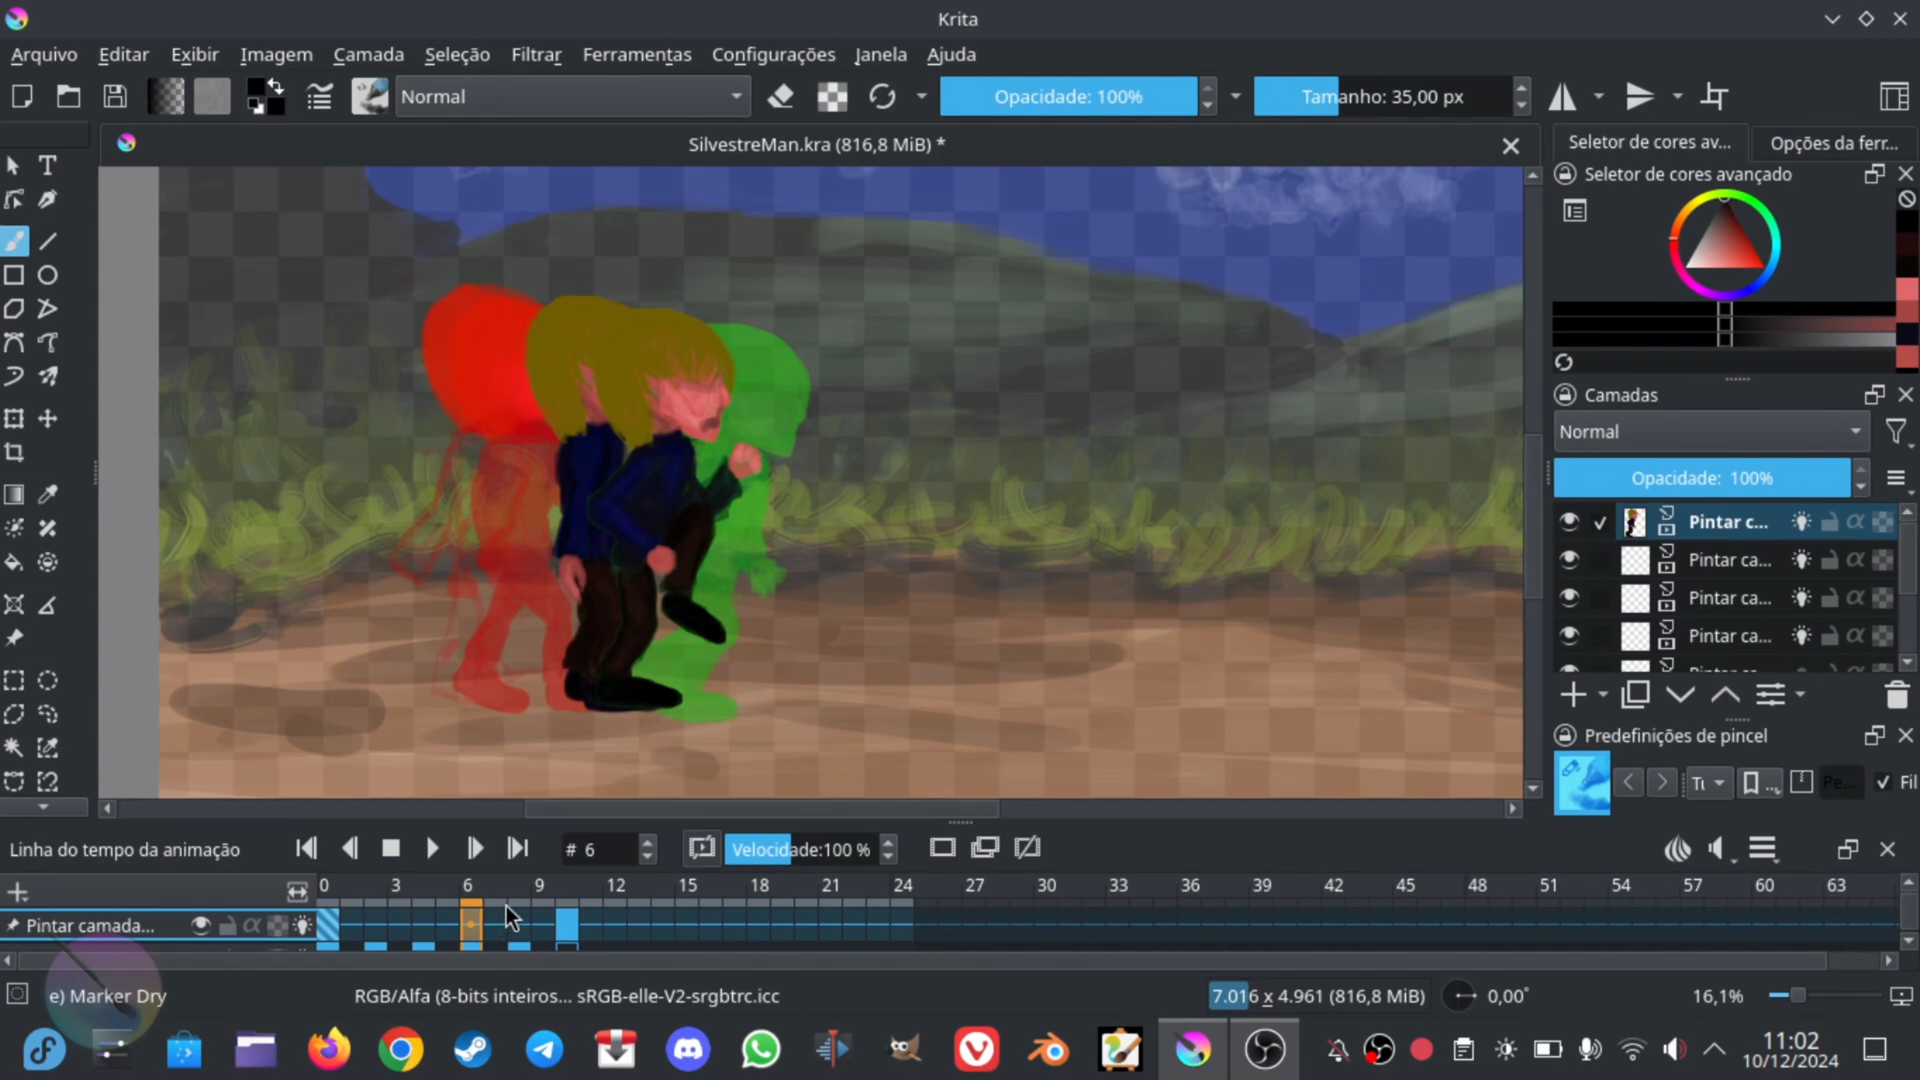 Krita
Arquivo Editar Exibir Imagem Camada Seleção Filtrar Ferramentas Configurações Janela Ajuda
Normal Opacidade: 100% Tamanho: 35,00 px
SilvestreMan.kra (816,8 MiB) *
Seletor de cores av... Opções da ferr...
Seletor de cores avançado
Camadas
Normal
Opacidade: 100%
Pintar c...
Pintar ca...
Pintar ca...
Pintar ca...
Predefinições de pincel
Pe... Fil
Linha do tempo da animação # 6 Velocidade:100 %
0 3 6 9 12 15 18 21 24 27 30 33 36 39 42 45 48 51 54 57 60 63
Pintar camada...
e) Marker Dry RGB/Alfa (8-bits inteiros... sRGB-elle-V2-srgbtrc.icc 7.016 x 4.961 (816,8 MiB) 0,00° 16,1%
11:02
10/12/2024